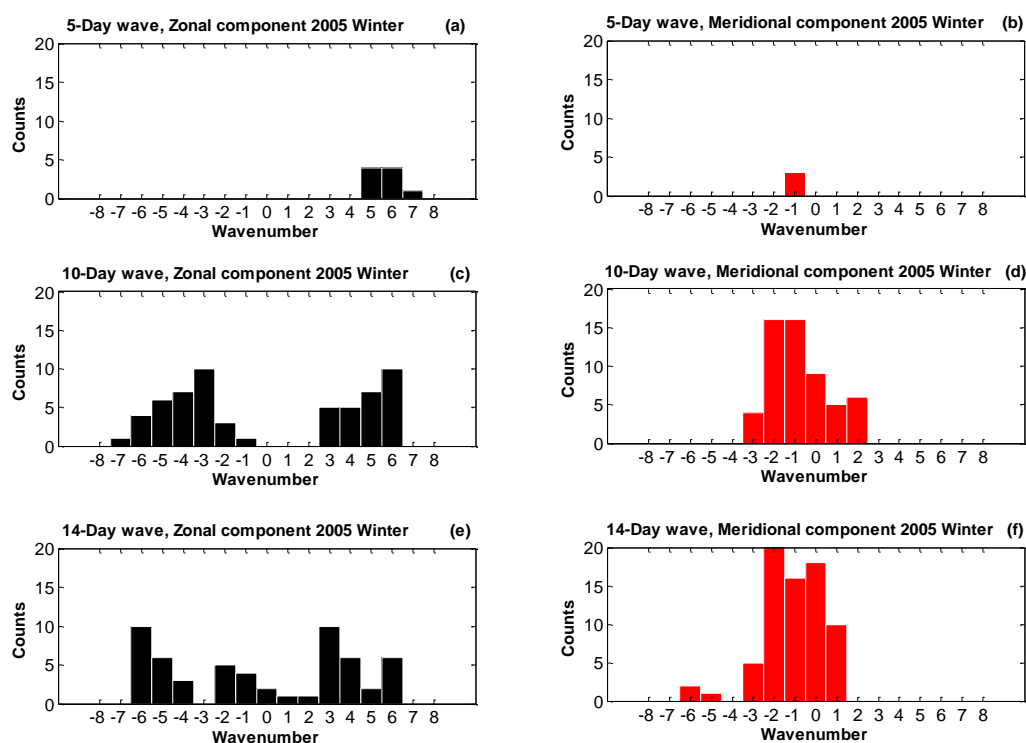 5-Day wave, Zonal component 2005 Winter (a)
20
15
10
5
0
Counts
-8 -7 -6 -5 -4 -3 -2 -1 0 1 2 3 4 5 6 7 8
Wavenumber
5-Day wave, Meridional component 2005 Winter (b)
20
15
10
5
0
Counts
-8 -7 -6 -5 -4 -3 -2 -1 0 1 2 3 4 5 6 7 8
Wavenumber
10-Day wave, Zonal component 2005 Winter (c)
20
15
10
5
0
Counts
-8 -7 -6 -5 -4 -3 -2 -1 0 1 2 3 4 5 6 7 8
Wavenumber
10-Day wave, Meridional component 2005 Winter (d)
20
15
10
5
0
Counts
-8 -7 -6 -5 -4 -3 -2 -1 0 1 2 3 4 5 6 7 8
Wavenumber
14-Day wave, Zonal component 2005 Winter (e)
20
15
10
5
0
Counts
-8 -7 -6 -5 -4 -3 -2 -1 0 1 2 3 4 5 6 7 8
Wavenumber
14-Day wave, Meridional component 2005 Winter (f)
20
15
10
5
0
Counts
-8 -7 -6 -5 -4 -3 -2 -1 0 1 2 3 4 5 6 7 8
Wavenumber